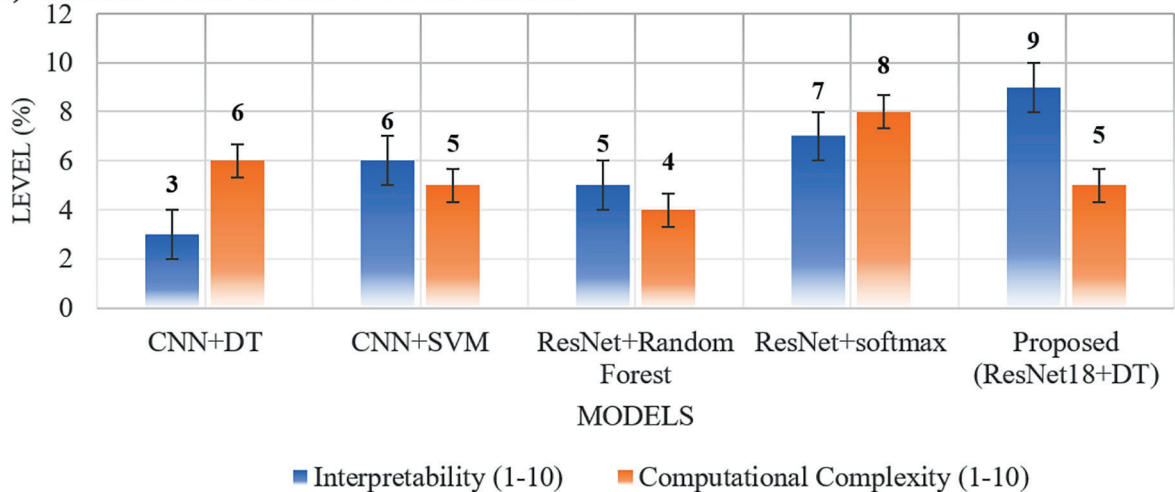 )
12
10
8
6
4
2
0
LEVEL (%)
3
6
6
5
5
4
7
8
9
5
CNN+DT
CNN+SVM
ResNet+Random
Forest
ResNet+softmax
Proposed
(ResNet18+DT)
MODELS
Interpretability (1-10)
Computational Complexity (1-10)